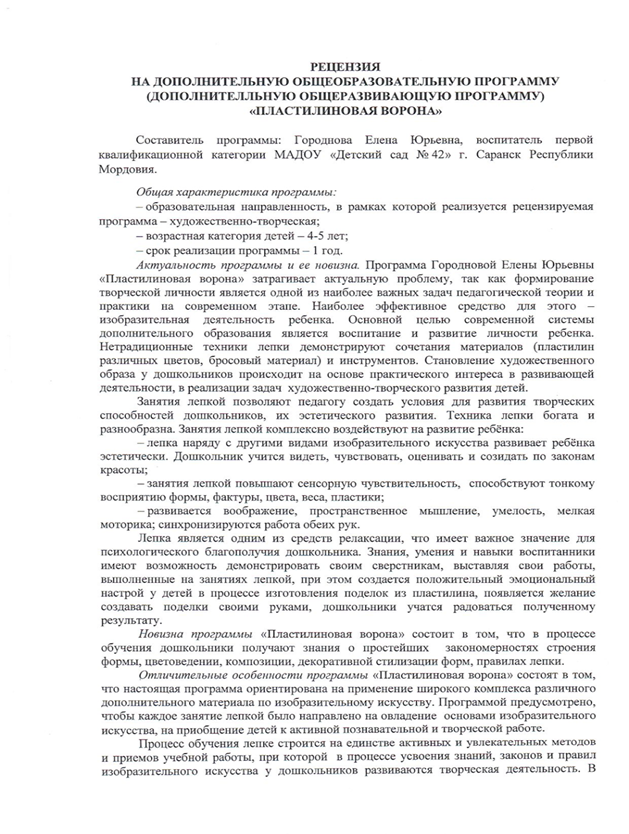 РЕЦЕНЗИЯ
НА ДОПОЛНИТЕЛЬНУЮ ОБЩЕОБРАЗОВАТЕЛЬНУЮ ПРОГРАММУ
(ДОПОЛНИТЕЛЛЬНУЮ ОБЩЕРАЗВИВАЮЩУЮ ПРОГРАММУ)
«ПЛАСТИЛИНОВАЯ ВОРОНА»
Составитель программы: Городнова Елена Юрьевна, воспитатель первой
квалификационной категории МАДОУ «Детский сад №42» г. Саранск Республики
Мордовия.
Общая характеристика программы:
– образовательная направленность, в рамках которой реализуется рецензируемая
программа – художественно-творческая;
– возрастная категория детей – 4-5 лет;
– срок реализации программы – 1 год.
Актуальность программы и ее новизна. Программа Городновой Елены Юрьевны
«Пластилиновая ворона» затрагивает актуальную проблему, так как формирование
творческой личности является одной из наиболее важных задач педагогической теории и
практики на современном этапе. Наиболее эффективное средство для этого –
изобразительная деятельность ребенка. Основной целью современной системы
дополнительного образования является воспитание и развитие личности ребенка.
Нетрадиционные техники лепки демонстрируют сочетания материалов (пластилин
различных цветов, бросовый материал) и инструментов. Становление художественного
образа у дошкольников происходит на основе практического интереса в развивающей
деятельности, в реализации задач художественно-творческого развития детей.
Занятия лепкой позволяют педагогу создать условия для развития творческих
способностей дошкольников, их эстетического развития. Техника лепки богата и
разнообразна. Занятия лепкой комплексно воздействуют на развитие ребёнка:
– лепка наряду с другими видами изобразительного искусства развивает ребёнка
эстетически. Дошкольник учится видеть, чувствовать, оценивать и созидать по законам
красоты;
– занятия лепкой повышают сенсорную чувствительность, способствуют тонкому
восприятию формы, фактуры, цвета, веса, пластики;
– развивается воображение, пространственное мышление, умелость, мелкая
моторика; синхронизируются работа обеих рук.
Лепка является одним из средств релаксации, что имеет важное значение для
психологического благополучия дошкольника. Знания, умения и навыки воспитанники
имеют возможность демонстрировать своим сверстникам, выставляя свои работы,
выполненные на занятиях лепкой, при этом создается положительный эмоциональный
настрой у детей в процессе изготовления поделок из пластилина, появляется желание
создавать поделки своими руками, дошкольники учатся радоваться полученному
результату.
Новизна программы «Пластилиновая ворона» состоит в том, что в процессе
обучения дошкольники получают знания о простейших закономерностях строения
формы, цветоведении, композиции, декоративной стилизации форм, правилах лепки.
Отличительные особенности программы «Пластилиновая ворона» состоят в том,
что настоящая программа ориентирована на применение широкого комплекса различного
дополнительного материала по изобразительному искусству. Программой предусмотрено,
чтобы каждое занятие лепкой было направлено на овладение основами изобразительного
искусства, на приобщение детей к активной познавательной и творческой работе.
Процесс обучения лепке строится на единстве активных и увлекательных методов
и приемов учебной работы, при которой в процессе усвоения знаний, законов и правил
изобразительного искусства у дошкольников развиваются творческая деятельность. В